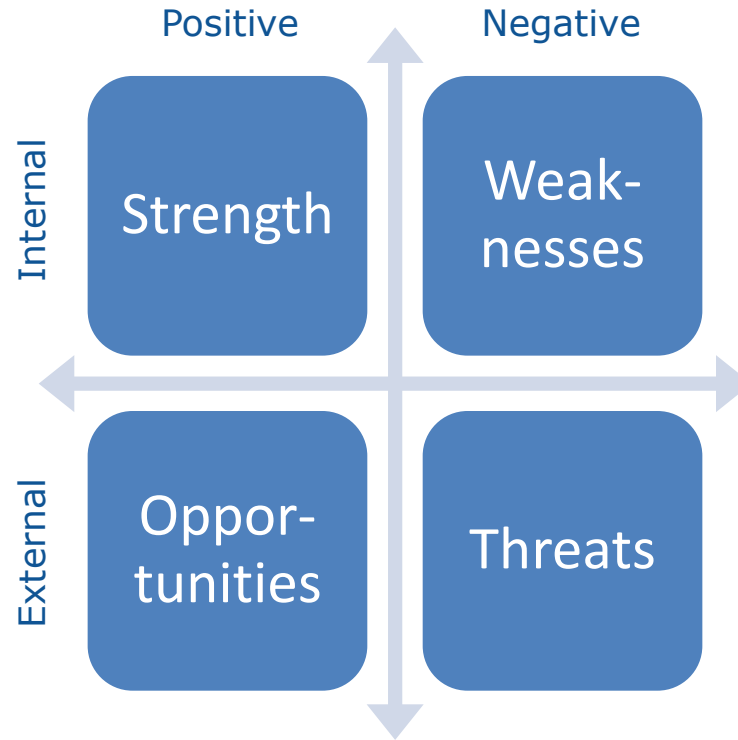 Positive
Negative
Internal
Strength
Weak-
nesses
External
Oppor-
tunities
Threats